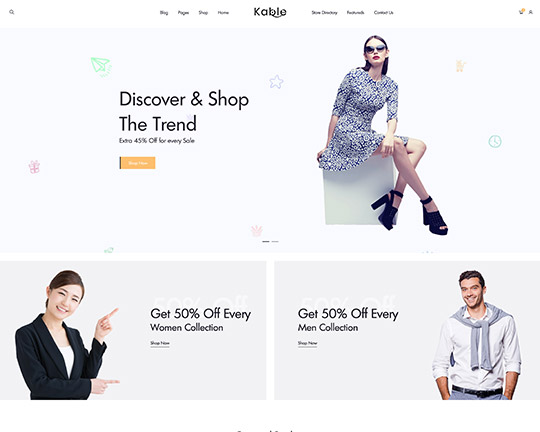 Blog Pages Shop Home Kable Store Directory Featureds Contact Us
Discover & Shop
The Trend
Extra 45% Off for every Sale
Shop Now
50% Off
Get 50% Off Every
Women Collection
Shop Now
50% Off
Get 50% Off Every
Men Collection
Shop Now